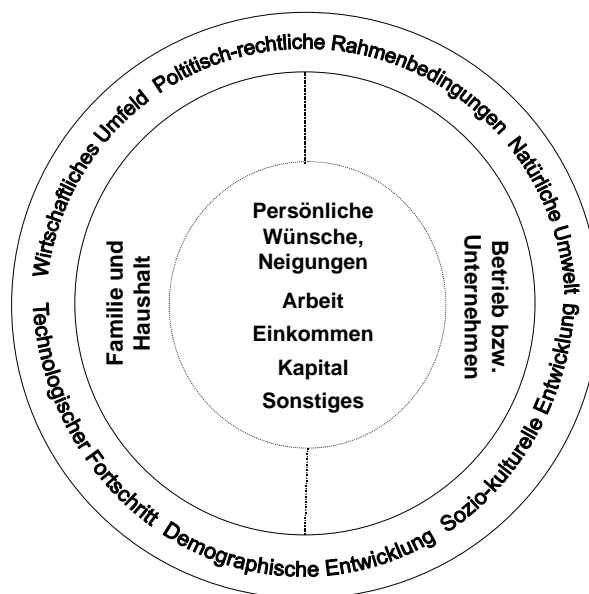 Poltitisch-rechtliche Rahmenbedingungen
Natürliche Umwelt
Sozio-kulturelle Entwicklung
Demographische Entwicklung
Technologischer Fortschritt
Wirtschaftliches Umfeld
Familie und
Haushalt
Persönliche
Wünsche,
Neigungen
Arbeit
Einkommen
Kapital
Sonstiges
Betrieb bzw.
Unternehmen